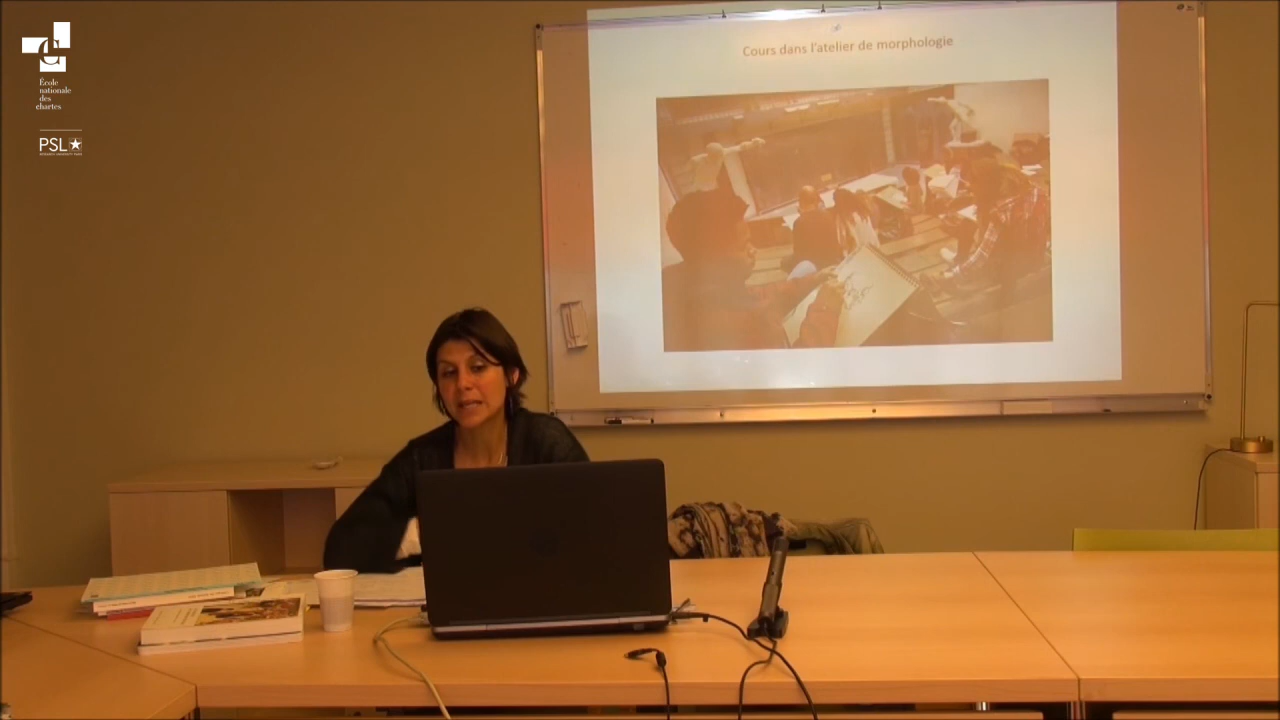 École
nationale
des
chartes
PSL
Cours dans l'atelier de morphologie